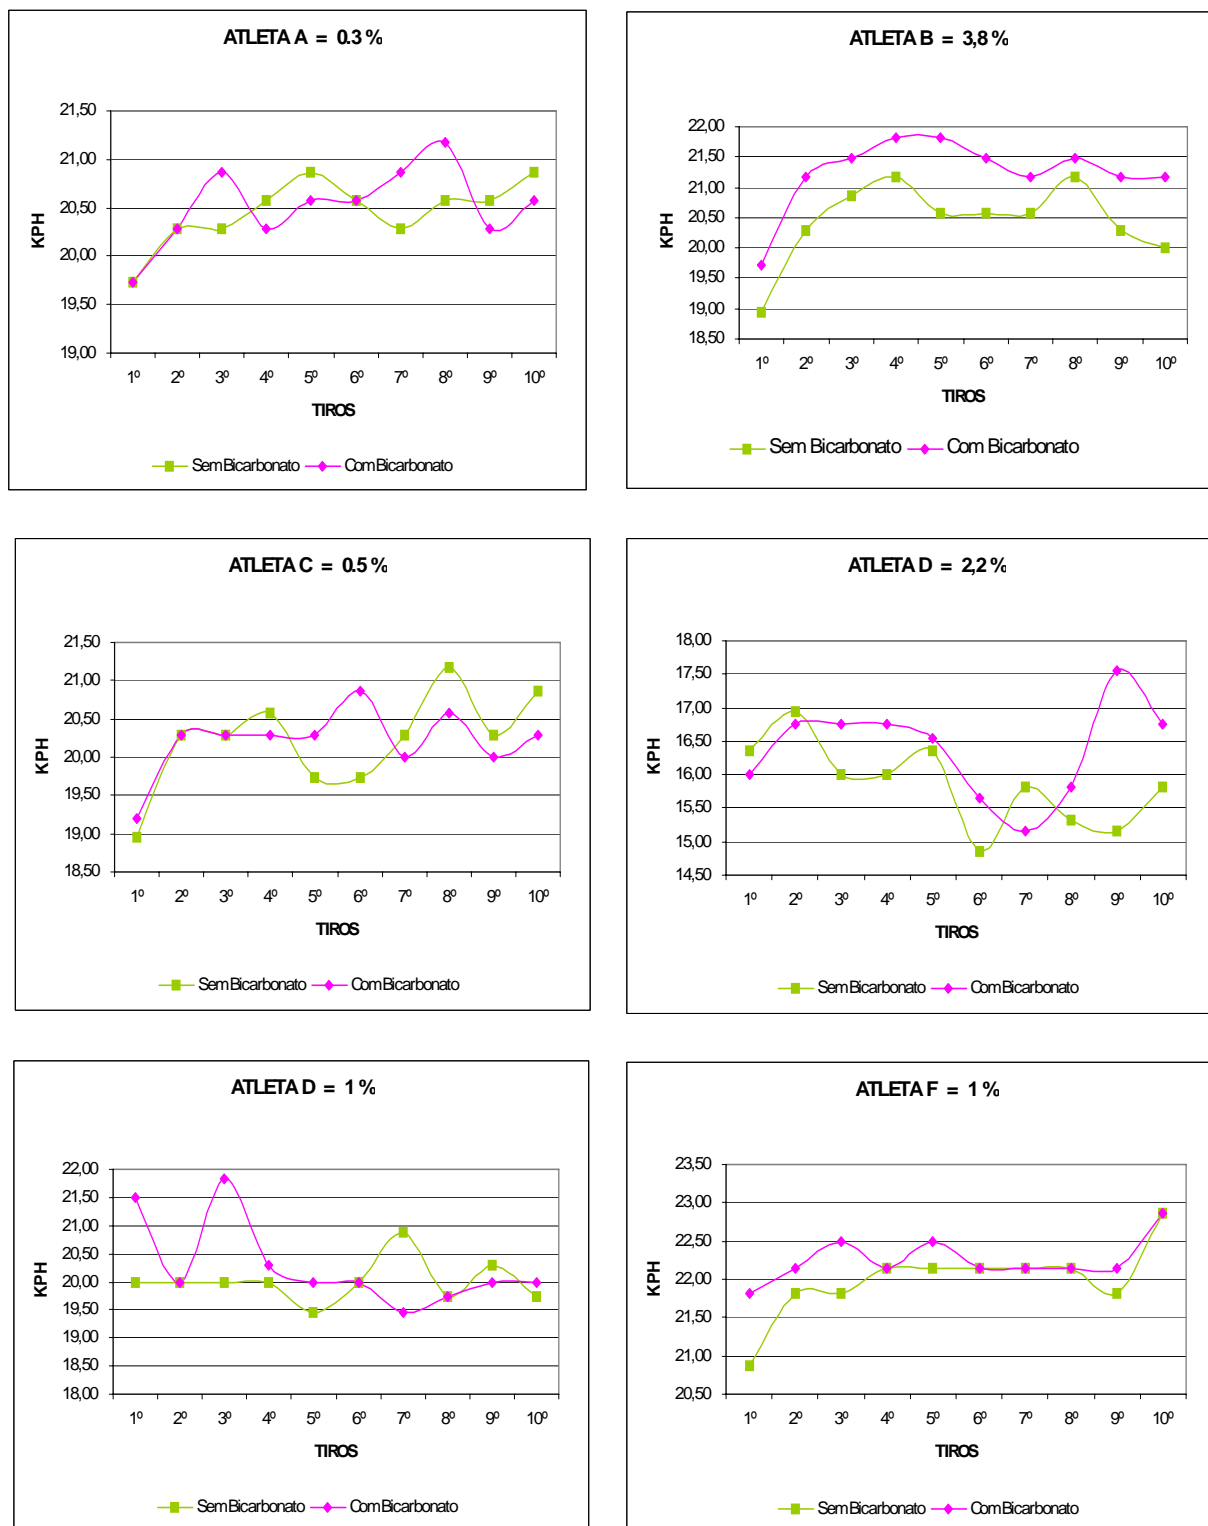 ATLETA A = 0.3 %
21,50
21,00
20,50
20,00
19,50
19,00
KPH
1º 2º 3º 4º 5º 6º 7º 8º 9º 10º
TIROS
Sem Bicarbonato Com Bicarbonato
ATLETA B = 3,8 %
22,00
21,50
21,00
20,50
20,00
19,50
19,00
18,50
KPH
1º 2º 3º 4º 5º 6º 7º 8º 9º 10º
TIROS
Sem Bicarbonato Com Bicarbonato
ATLETA C = 0.5 %
21,50
21,00
20,50
20,00
19,50
19,00
18,50
KPH
1º 2º 3º 4º 5º 6º 7º 8º 9º 10º
TIROS
Sem Bicarbonato Com Bicarbonato
ATLETA D = 2,2 %
18,00
17,50
17,00
16,50
16,00
15,50
15,00
14,50
KPH
1º 2º 3º 4º 5º 6º 7º 8º 9º 10º
TIROS
Sem Bicarbonato Com Bicarbonato
ATLETA D = 1 %
22,00
21,50
21,00
20,50
20,00
19,50
19,00
18,50
18,00
KPH
1º 2º 3º 4º 5º 6º 7º 8º 9º 10º
TIROS
Sem Bicarbonato Com Bicarbonato
ATLETA F = 1 %
23,50
23,00
22,50
22,00
21,50
21,00
20,50
KPH
1º 2º 3º 4º 5º 6º 7º 8º 9º 10º
TIROS
Sem Bicarbonato Com Bicarbonato